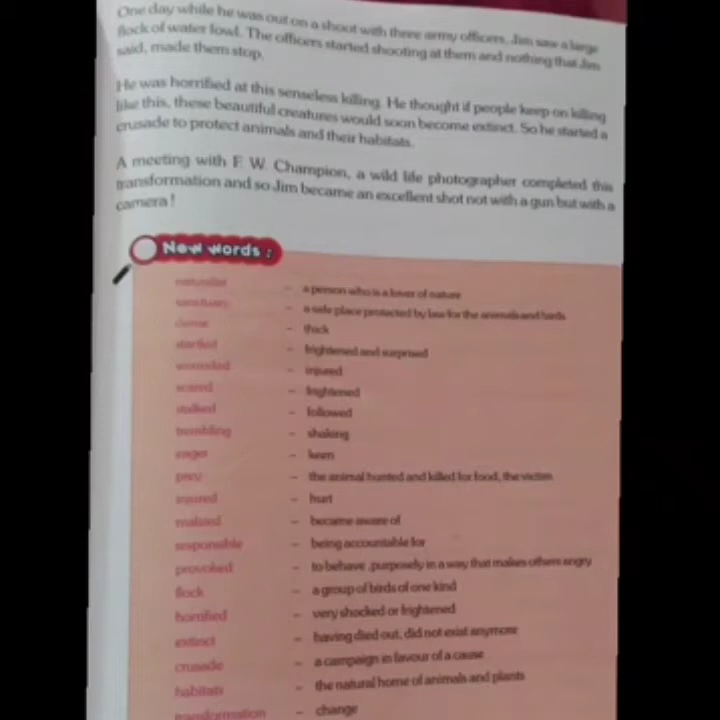 One day while he was out on a shoot with three army officers, Jim saw a large
flock of water fowl. The officers started shooting at them and nothing that Jim
said, made them stop.
He was horrified at this senseless killing. He thought if people keep on killing
like this, these beautiful creatures would soon become extinct. So he started a
crusade to protect animals and their habitats.
A meeting with F. W. Champion, a wild life photographer completed this
transformation and so Jim became an excellent shot not with a gun but with a
camera !
New words :
naturalist – a person who is a lover of nature
sanctuary – a safe place protected by law for the animals and birds
dense – thick
startled – frightened and surprised
wounded – injured
scared – frightened
stalked – followed
trembling – shaking
eager – keen
prey – the animal hunted and killed for food, the victim
injured – hurt
realized – became aware of
responsible – being accountable for
provoked – to behave ,purposely in a way that makes others angry
flock – a group of birds of one kind
horrified – very shocked or frightened
extinct – having died out, did not exist anymore
crusade – a campaign in favour of a cause
habitats – the natural home of animals and plants
transformation – change